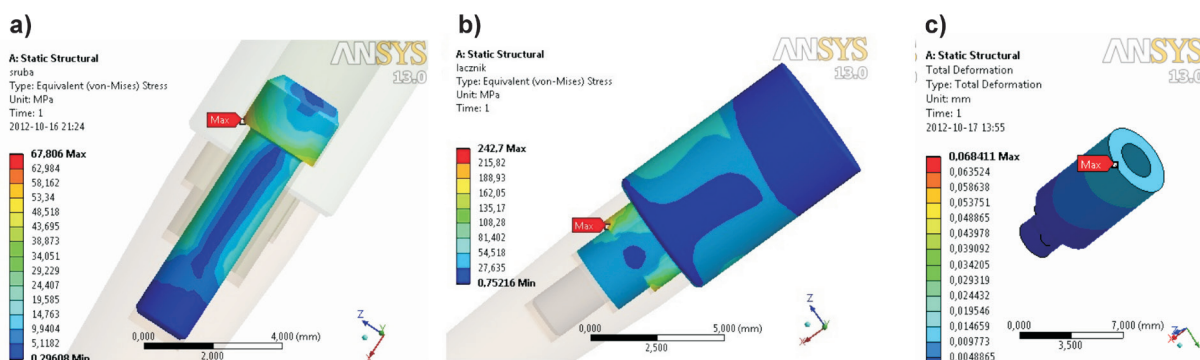 a)
ANSYS
13.0
A: Static Structural
sruba
Type: Equivalent (von-Mises) Stress
Unit: MPa
Time: 1
2012-10-16 21:24
Max
67,806 Max
62,984
58,162
53,34
48,518
43,695
38,873
34,051
29,229
24,407
19,585
14,763
9,9404
5,1182
0,29608 Min
0,000
4,000 (mm)
2,000
Z
Y
X
b)
ANSYS
13.0
A: Static Structural
lacznik
Type: Equivalent (von-Mises) Stress
Unit: MPa
Time: 1
242,7 Max
215,82
188,93
162,05
135,17
108,28
81,402
54,518
27,635
0,75216 Min
Max
0,000
5,000 (mm)
2,500
Z
Y
X
c)
ANSYS
13.0
A: Static Structural
Total Deformation
Type: Total Deformation
Unit: mm
Time: 1
2012-10-17 13:55
0,068411 Max
0,063524
0,058638
0,053751
0,048865
0,043978
0,039092
0,034205
0,029319
0,024432
0,019546
0,014659
0,009773
0,0048865
Max
0,000
7,000 (mm)
3,500
Z
X